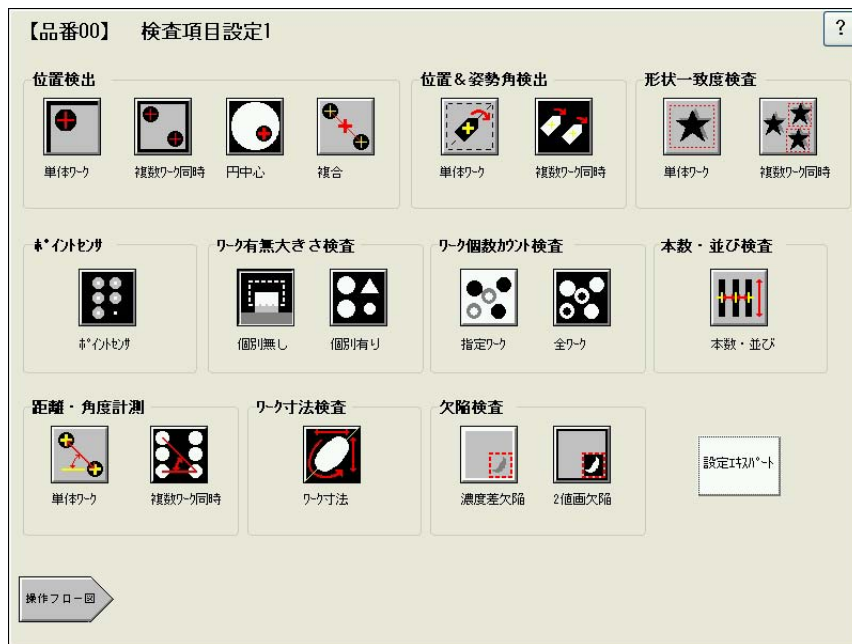 【品番00】 検査項目設定1
?
位置検出
位置&姿勢角検出
形状一致度検査
単体ﾜｰｸ
複数ﾜｰｸ同時
円中心
複合
単体ﾜｰｸ
複数ﾜｰｸ同時
単体ﾜｰｸ
複数ﾜｰｸ同時
ﾎﾟｲﾝﾄｾﾝｻ
ﾜｰｸ有無大きさ検査
ﾜｰｸ個数ｶｳﾝﾄ検査
本数・並び検査
ﾎﾟｲﾝﾄｾﾝｻ
個別無し
個別有り
指定ﾜｰｸ
全ﾜｰｸ
本数・並び
距離・角度計測
ﾜｰｸ寸法検査
欠陥検査
単体ﾜｰｸ
複数ﾜｰｸ同時
ﾜｰｸ寸法
濃度差欠陥
2値画欠陥
設定ｴｷｽﾊﾟｰﾄ
操作フロー図